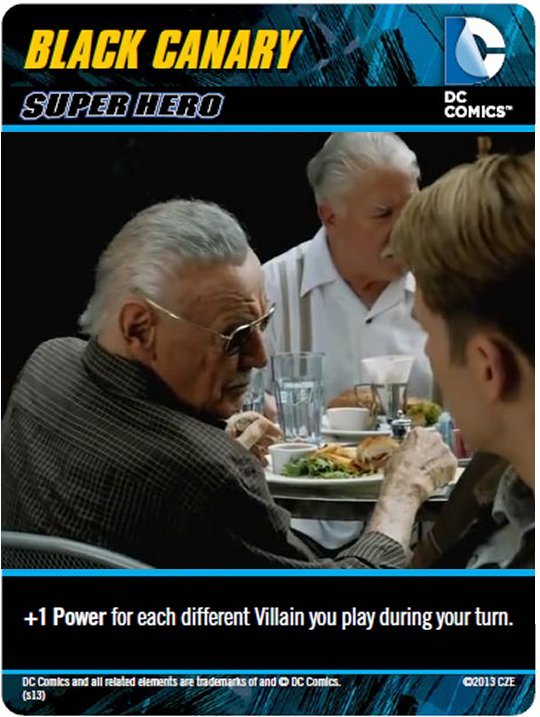 BLACK CANARY
SUPER HERO
DC
COMICS™
+1 Power for each different Villain you play during your turn.
DC Comics and all related elements are trademarks of and © DC Comics.
(s13)
©2013 CZE